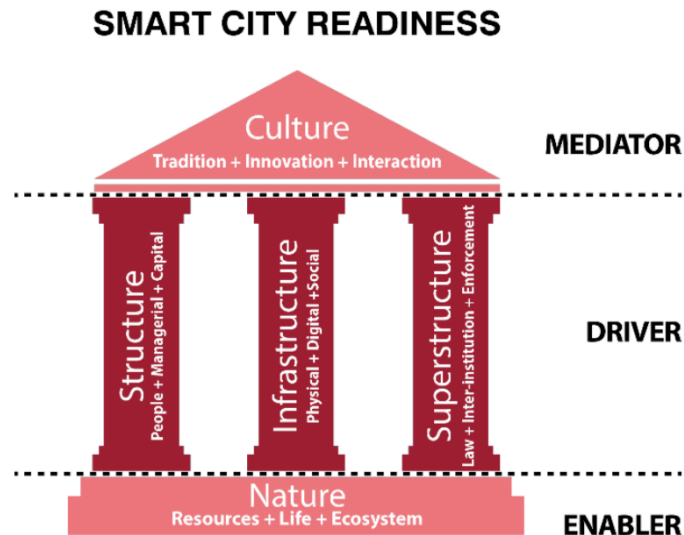 SMART CITY READINESS
Culture
Tradition + Innovation + Interaction
MEDIATOR
Structure
People + Managerial + Capital
Infrastructure
Physical + Digital +Social
Superstructure
Law + Inter-institution + Enforcement
DRIVER
Nature
Resources + Life + Ecosystem
ENABLER